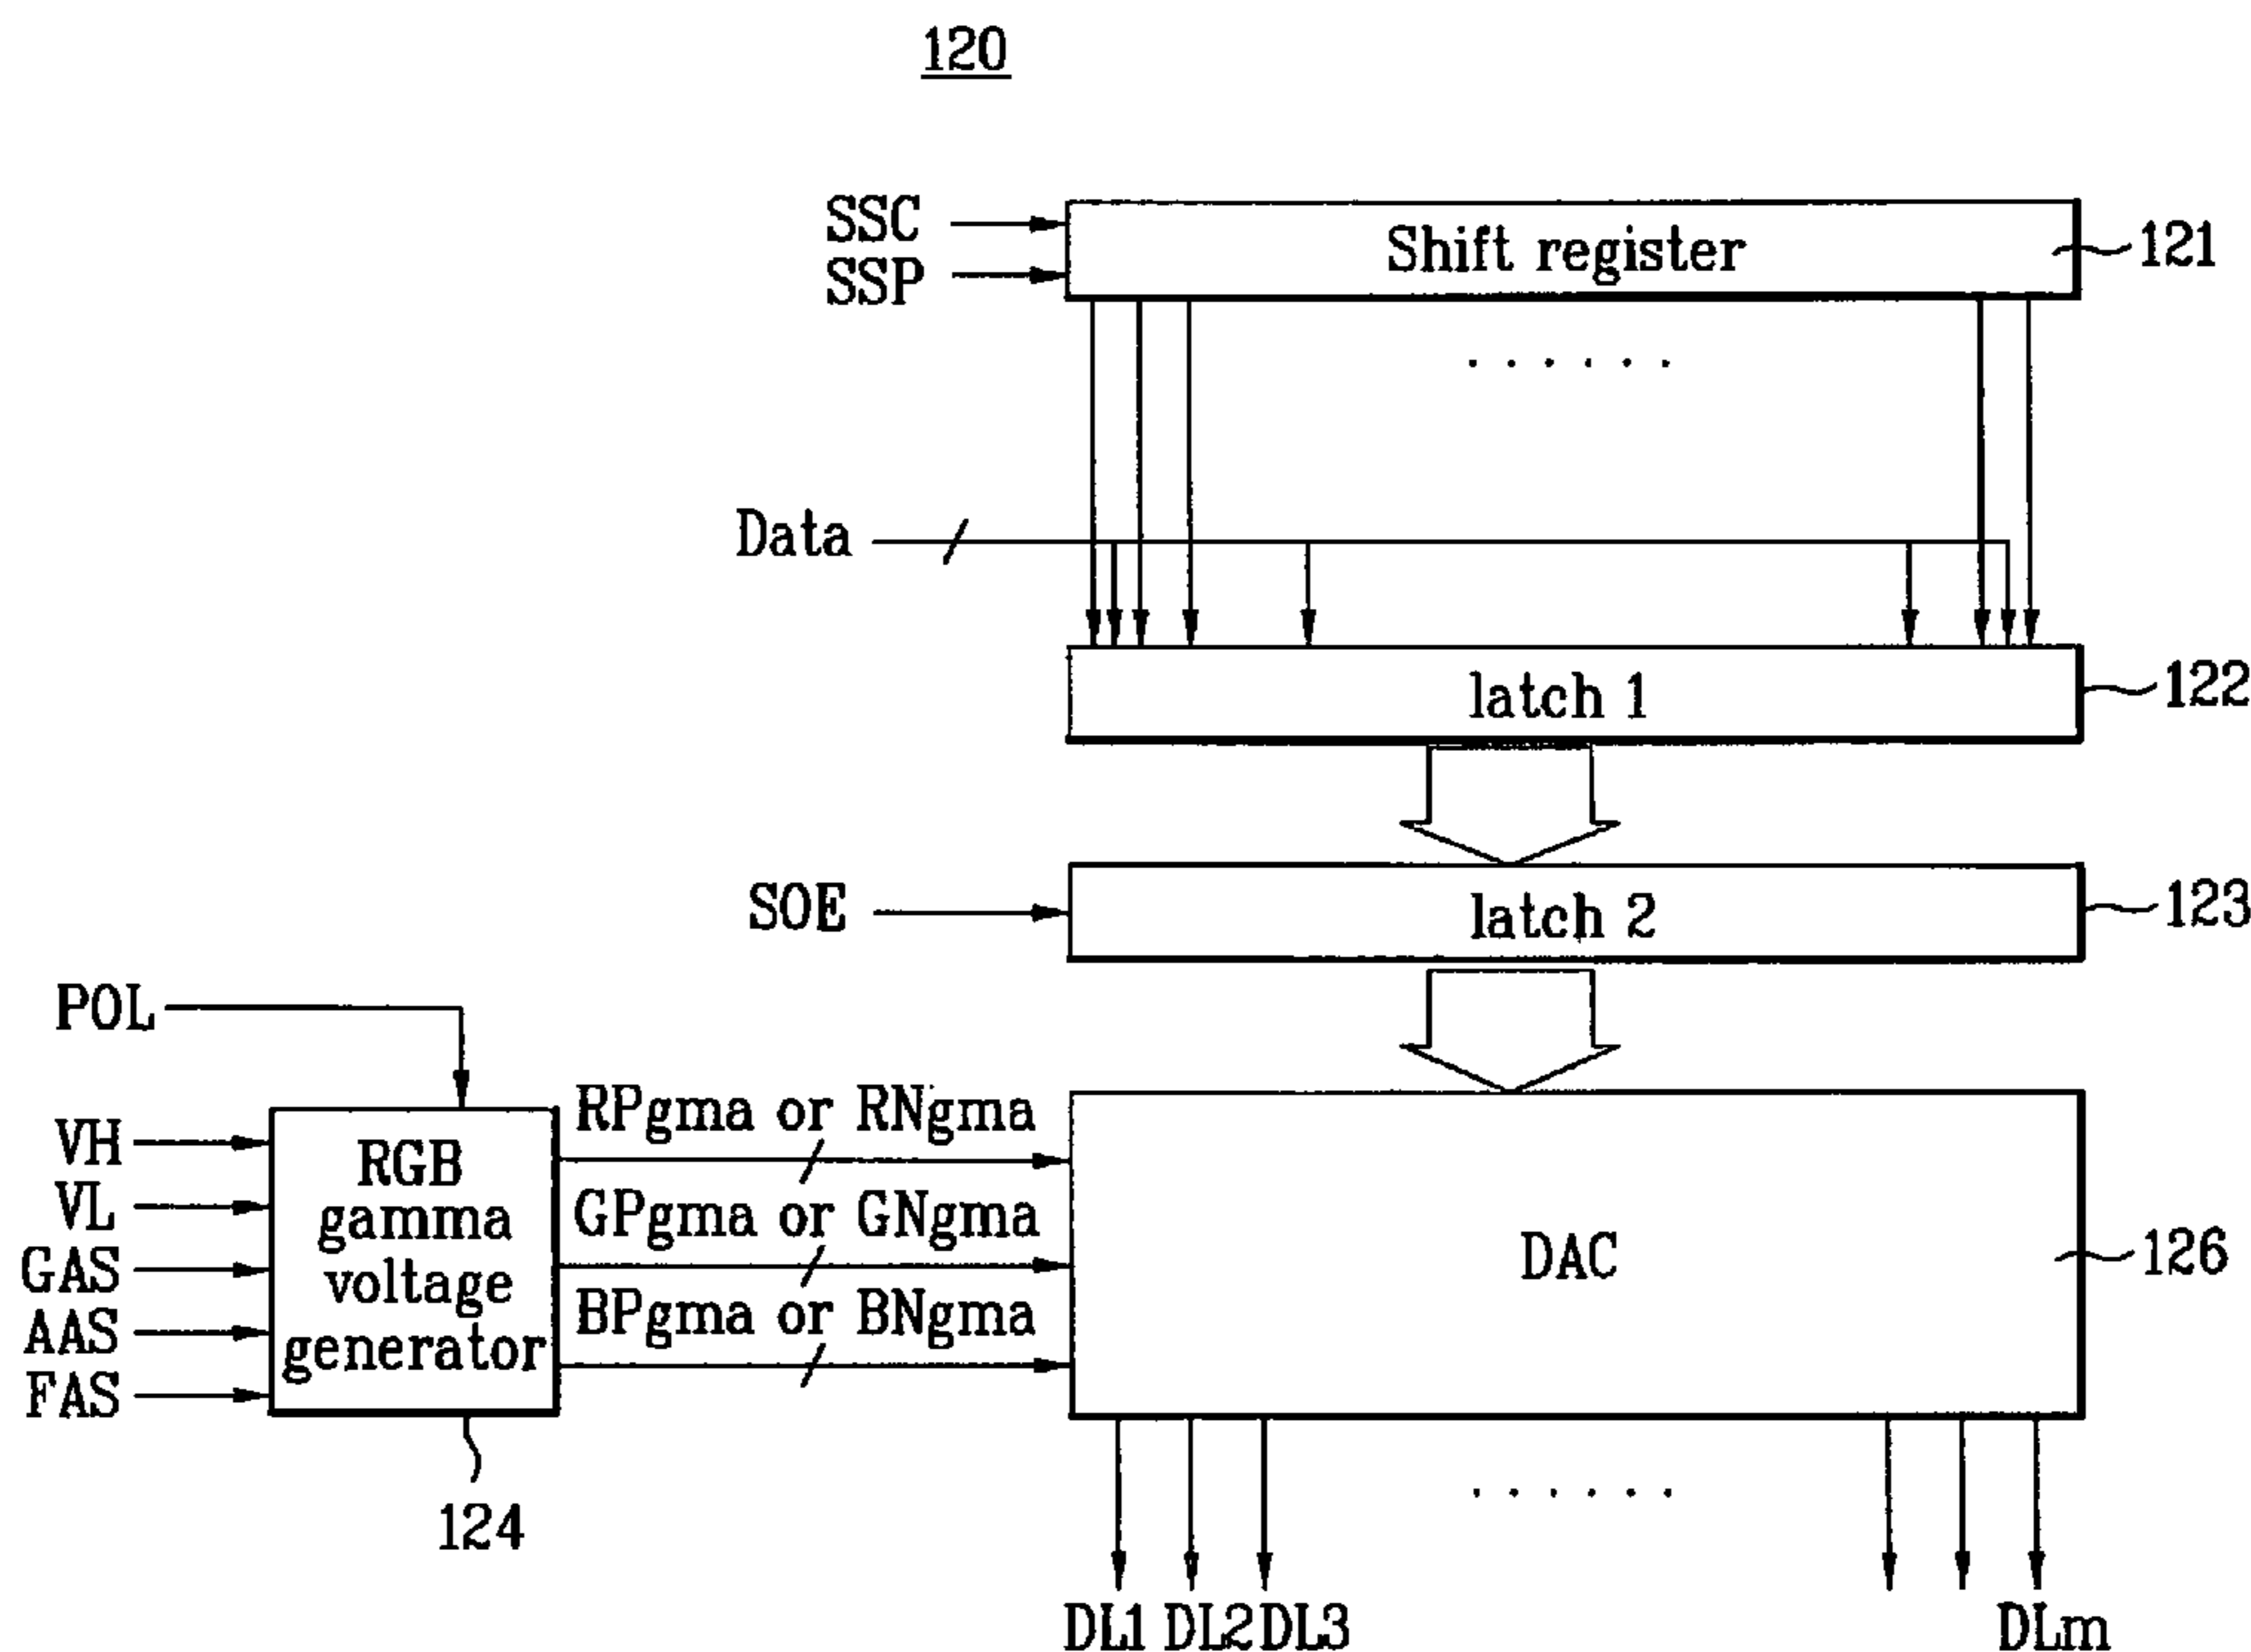 120
SSC
SSP
Shift register
121
Data
latch 1
122
SOE
latch 2
123
POL
VH
VL
GAS
AAS
FAS
RGB
gamma
voltage
generator
124
RPgma or RNgma
GPgma or GNgma
BPgma or BNgma
DAC
126
DL1 DL2 DL3 DLm